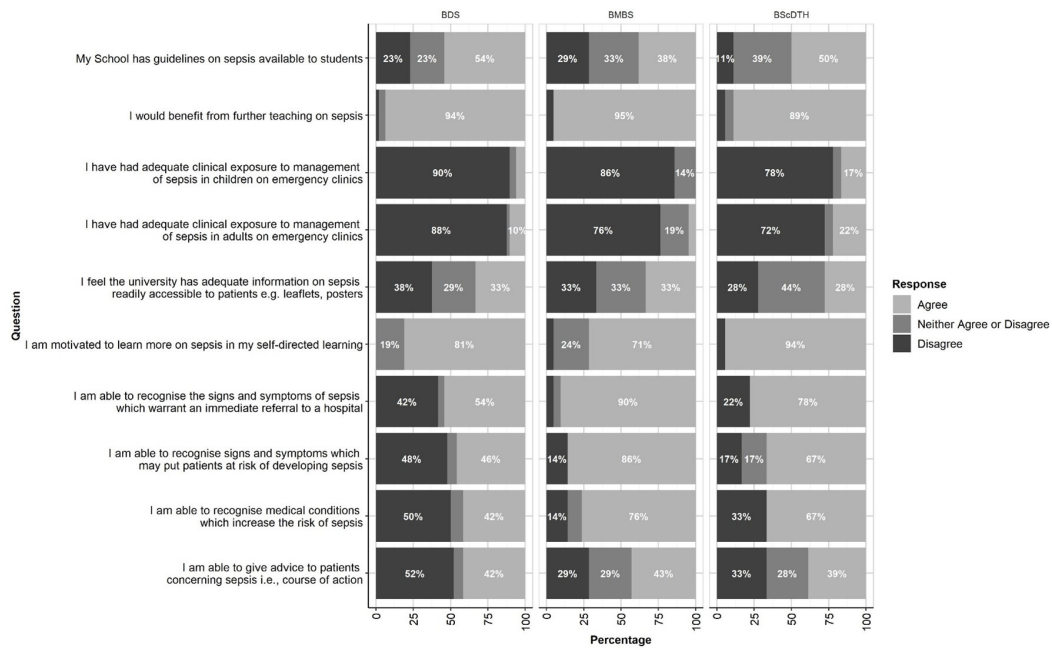 BDS BMBS BScDTH
My School has guidelines on sepsis available to students 23% 23% 54% 29% 33% 38% 11% 39% 50%
I would benefit from further teaching on sepsis 94% 95% 89%
I have had adequate clinical exposure to management
of sepsis in children on emergency clinics
90% 86% 14% 78% 17%
I have had adequate clinical exposure to management
of sepsis in adults on emergency clinics
88% 10% 76% 19% 72% 22%
I feel the university has adequate information on sepsis
readily accessible to patients e.g. leaflets, posters
38% 29% 33% 33% 33% 33% 28% 44% 28%
I am motivated to learn more on sepsis in my self-directed learning 19% 81% 24% 71% 94%
I am able to recognise the signs and symptoms of sepsis
which warrant an immediate referral to a hospital
42% 54% 90% 22% 78%
I am able to recognise signs and symptoms which
may put patients at risk of developing sepsis
48% 46% 14% 86% 17% 17% 67%
I am able to recognise medical conditions
which increase the risk of sepsis
50% 42% 14% 76% 33% 67%
I am able to give advice to patients
concerning sepsis i.e., course of action
52% 42% 29% 29% 43% 33% 28% 39%
0 25 50 75 100 0 25 50 75 100 0 25 50 75 100
Percentage
Question
Response
Agree
Neither Agree or Disagree
Disagree